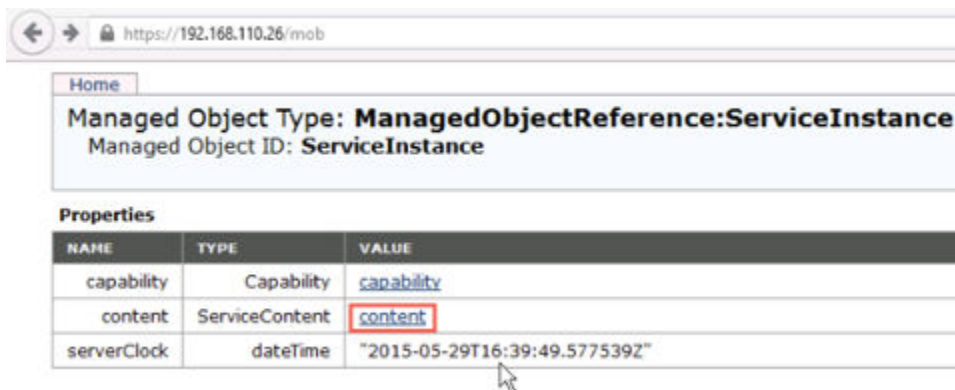 https://192.168.110.26/mob
Home
Managed Object Type: ManagedObjectReference:ServiceInstance
Managed Object ID: ServiceInstance
Properties
NAME TYPE VALUE
capability Capability capability
content ServiceContent content
serverClock dateTime "2015-05-29T16:39:49.577539Z"